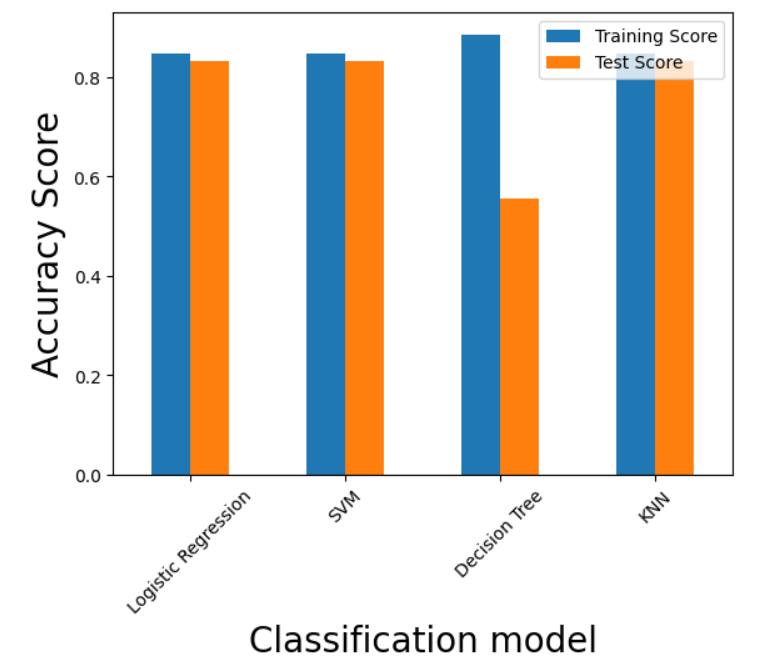 Training Score
Test Score
Accuracy Score
0.8
0.6
0.4
0.2
0.0
Logistic Regression
SVM
Decision Tree
KNN
Classification model